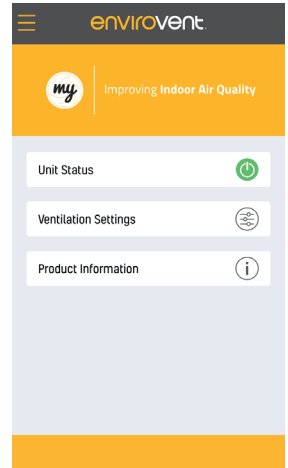 envirovent
my
Improving Indoor Air Quality
Unit Status
Ventilation Settings
Product Information
i